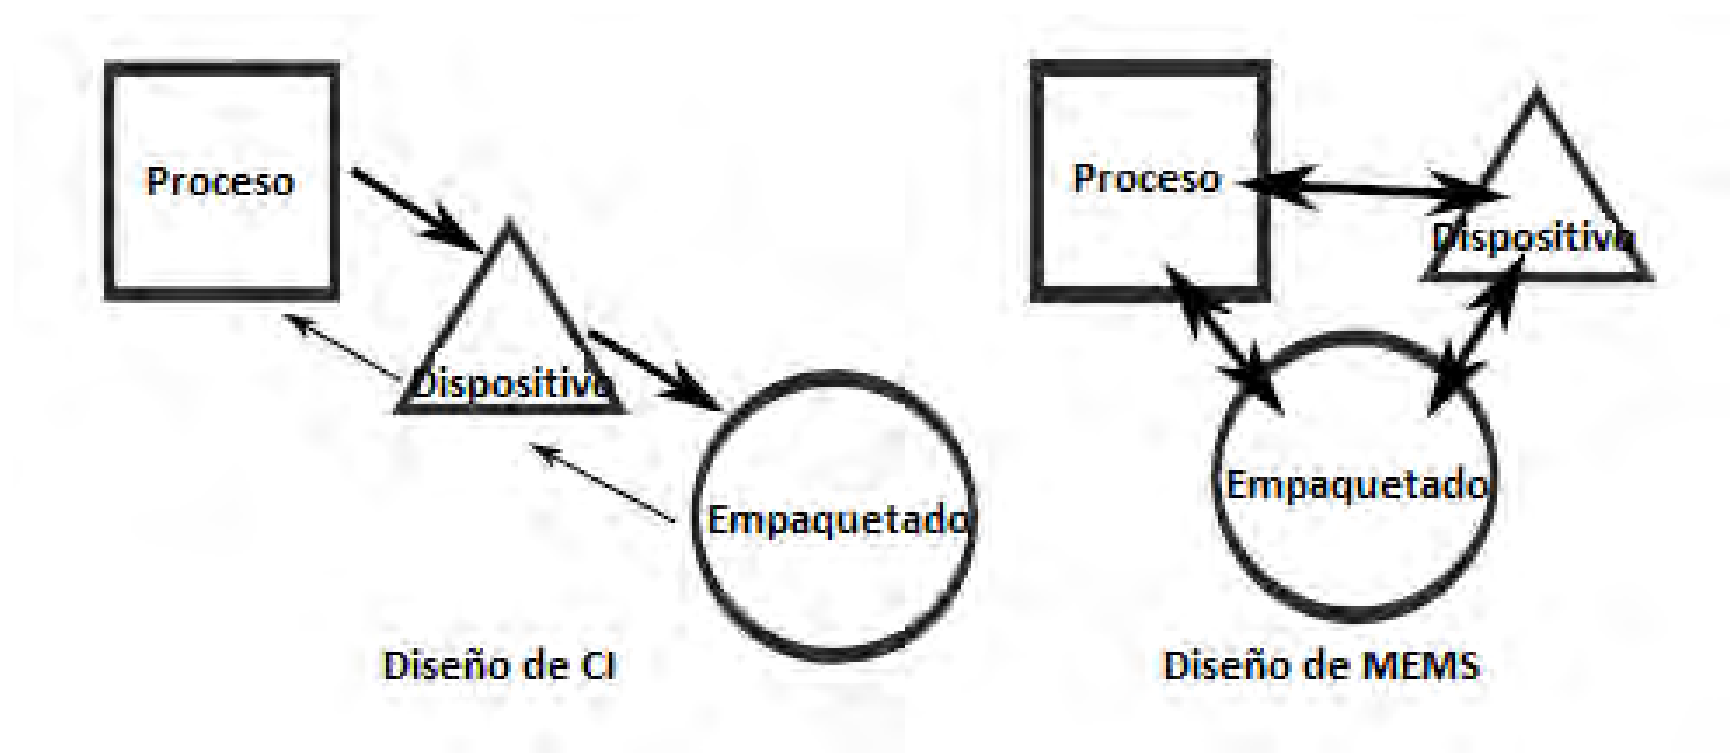 Proceso
Dispositivo
Empaquetado
Diseño de CI
Proceso
Dispositivo
Empaquetado
Diseño de MEMS